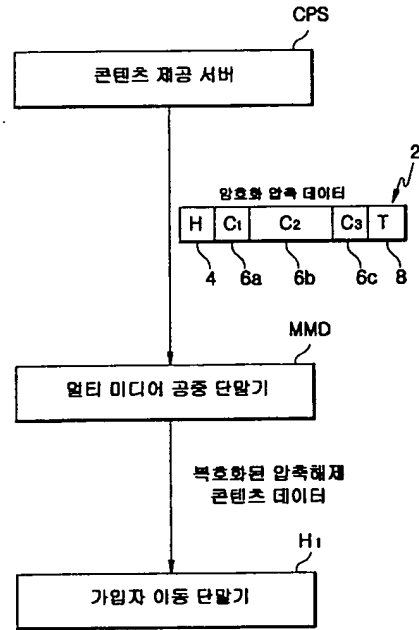 CPS
콘텐츠 제공 서버
2
암호화 압축 데이터
H C₁ C₂ C₃ T
4 6a 6b 6c 8
MMD
멀티 미디어 공중 단말기
복호화된 압축해제
콘텐츠 데이터
H₁
가입자 이동 단말기